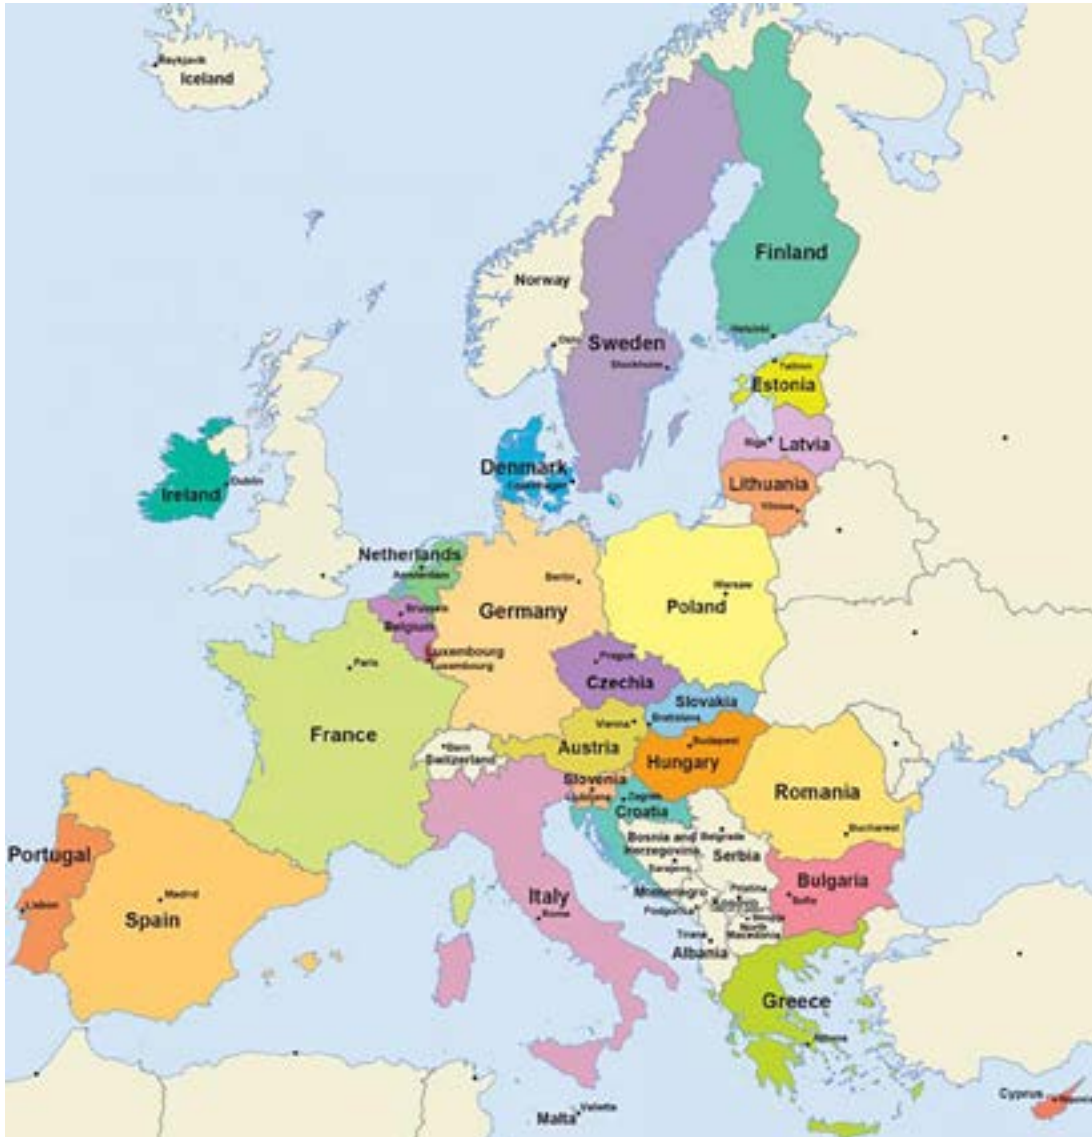 Reykjavik
Iceland
Finland
Norway
Helsinki
Oslo
Sweden
Stockholm
Tallinn
Estonia
Riga
Latvia
Denmark
Copenhagen
Lithuania
Vilnius
Dublin
Ireland
Netherlands
Amsterdam
Berlin
Warsaw
Germany
Poland
Brussels
Belgium
Luxembourg
Luxembourg
Paris
Prague
Czechia
Slovakia
Bratislava
Vienna
France
Austria
Budapest
Hungary
Bern
Switzerland
Slovenia
Ljubljana
Zagreb
Croatia
Romania
Bucharest
Bosnia and
Herzegovina
Sarajevo
Belgrade
Serbia
Portugal
Lisbon
Madrid
Spain
Italy
Rome
Montenegro
Podgorica
Pristina
Kosovo
Bulgaria
Sofia
Skopje
North
Macedonia
Tirana
Albania
Greece
Athens
Malta
Valletta
Cyprus
Nicosia